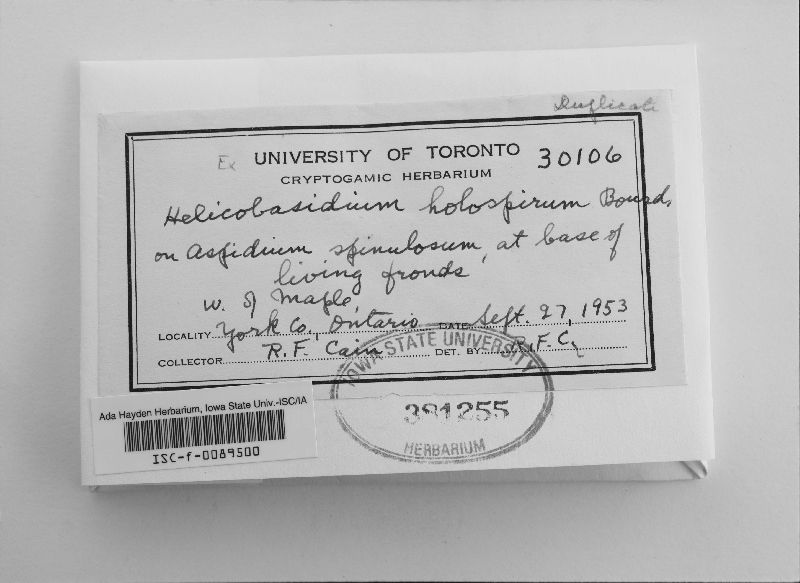 Duplicate
Ex UNIVERSITY OF TORONTO 30106
CRYPTOGAMIC HERBARIUM
Helicobasidium holospirum Bourd.
on Aspidium spinulosum, at base of
living fronds
W. of Maple,
LOCALITY York Co., Ontario DATE Sept. 27, 1953
COLLECTOR R.F. Cain DET. BY R.F.C.
IOWA STATE UNIVERSITY
381255
HERBARIUM
Ada Hayden Herbarium, Iowa State Univ.-ISC/IA
ISC-f-0089500